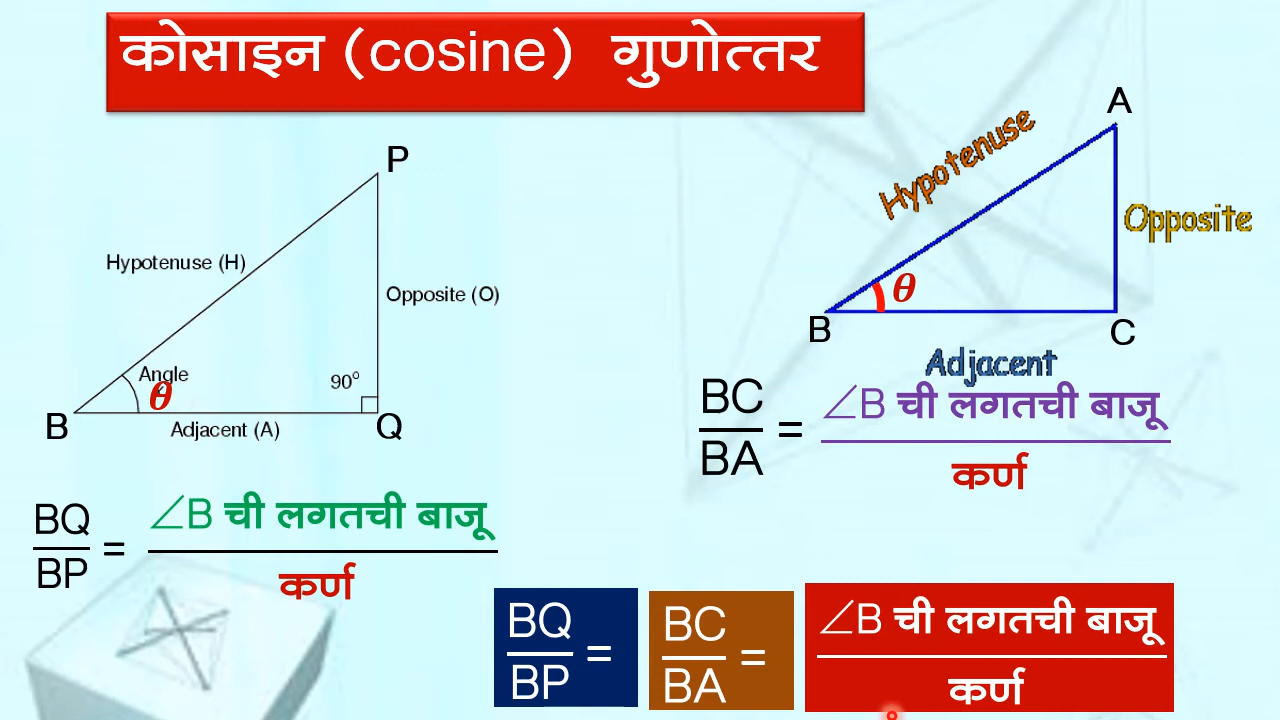 कोसाइन (cosine) गुणोत्तर
P
Hypotenuse (H)
Opposite (O)
Angle
θ
90°
B
Adjacent (A)
Q
A
Hypotenuse
Opposite
θ
B
C
Adjacent
BC
BA
=
∠B ची लगतची बाजू
कर्ण
BQ
BP
=
∠B ची लगतची बाजू
कर्ण
BQ
BP
=
BC
BA
=
∠B ची लगतची बाजू
कर्ण